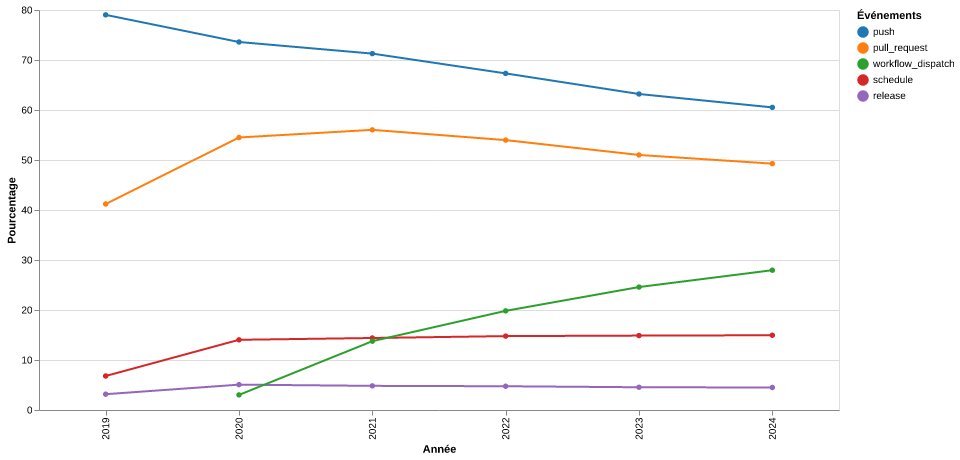 80
70
60
50
40
30
20
10
0
Pourcentage
2019
2020
2021
2022
2023
2024
Année
Événements
push
pull_request
workflow_dispatch
schedule
release